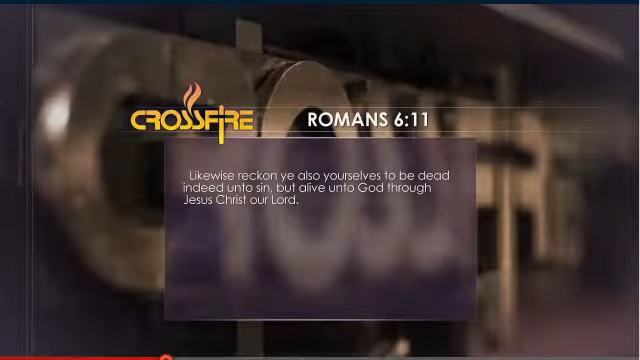 CROSSFIRE
ROMANS 6:11
Likewise reckon ye also yourselves to be dead
indeed unto sin, but alive unto God through
Jesus Christ our Lord.